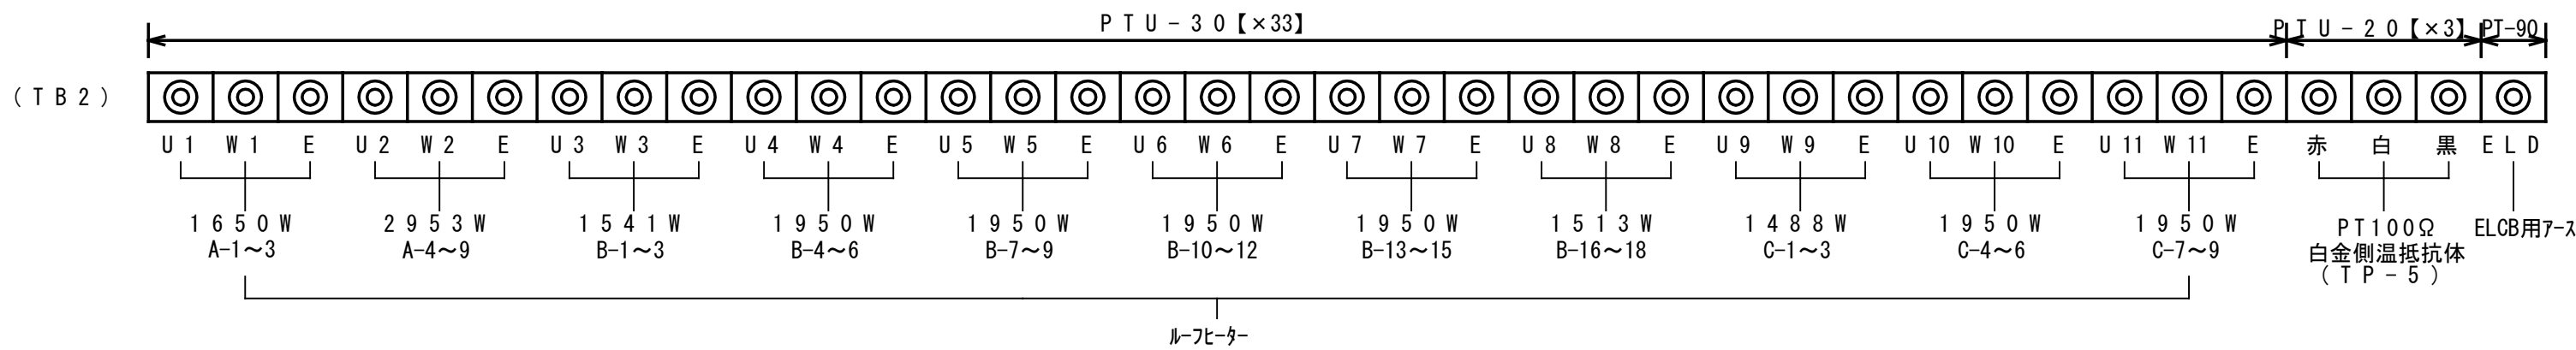 PTU-30【×33】 PTU-20【×3】 PT-90
(TB2)
U1 W1 E U2 W2 E U3 W3 E U4 W4 E U5 W5 E U6 W6 E U7 W7 E U8 W8 E U9 W9 E U10 W10 E U11 W11 E 赤 白 黒 ELD
1650W 2953W 1541W 1950W 1950W 1950W 1950W 1513W 1488W 1950W 1950W PT100Ω ELCB用ｱｰｽ
A-1～3 A-4～9 B-1～3 B-4～6 B-7～9 B-10～12 B-13～15 B-16～18 C-1～3 C-4～6 C-7～9 白金側温抵抗体
(TP-5)
ﾙｰﾌﾋｰﾀｰ